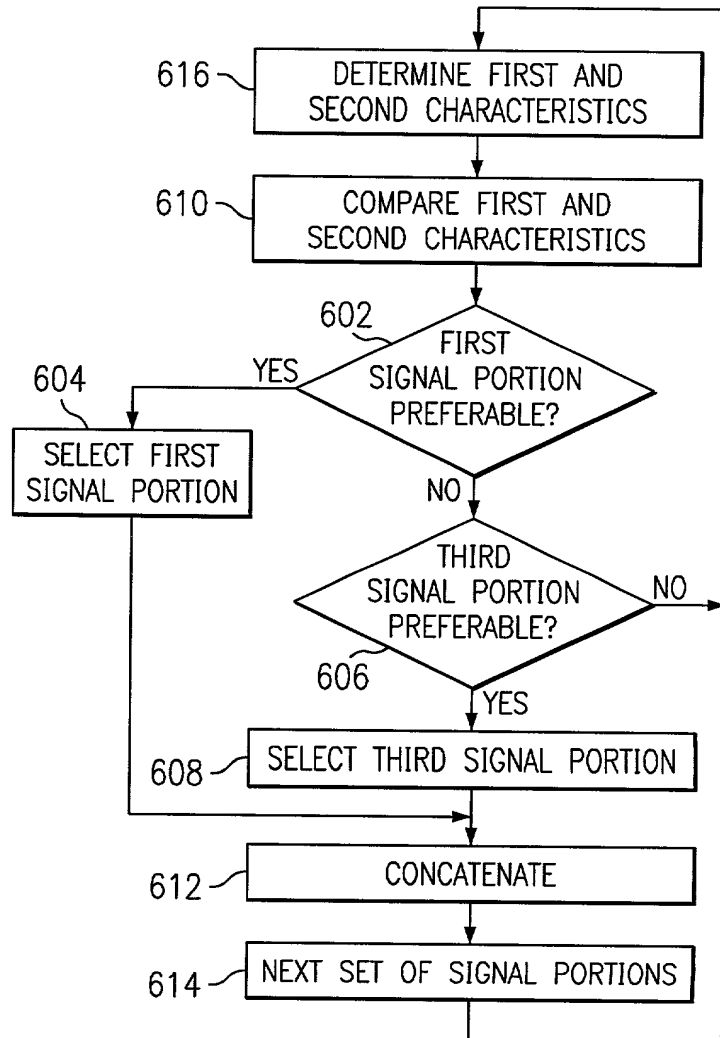 616
DETERMINE FIRST AND
SECOND CHARACTERISTICS
610
COMPARE FIRST AND
SECOND CHARACTERISTICS
602
FIRST
SIGNAL PORTION
PREFERABLE?
YES
604
SELECT FIRST
SIGNAL PORTION
NO
THIRD
SIGNAL PORTION
PREFERABLE?
NO
606
YES
608
SELECT THIRD SIGNAL PORTION
612
CONCATENATE
614
NEXT SET OF SIGNAL PORTIONS